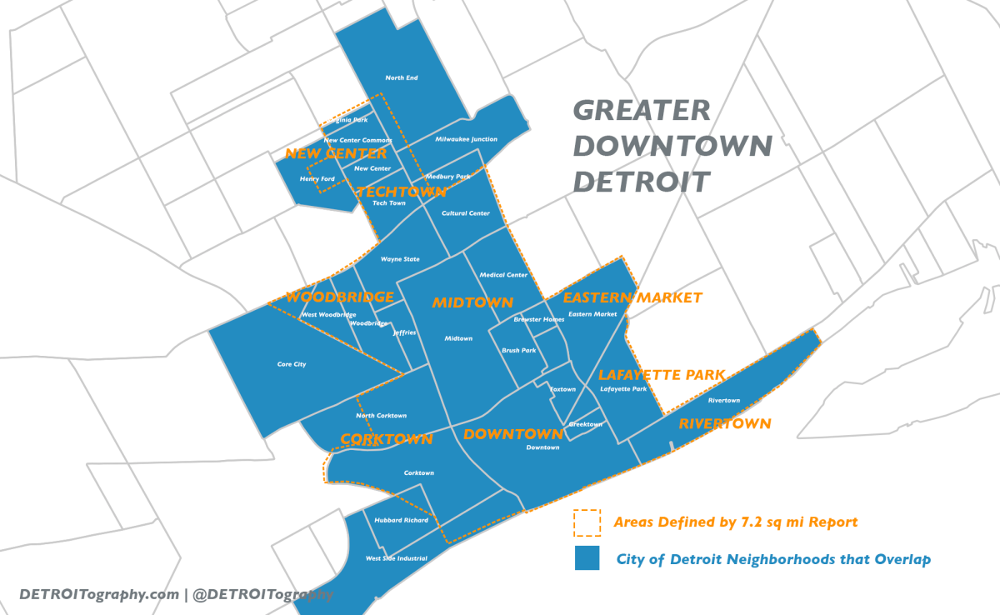 GREATER
DOWNTOWN
DETROIT
North End
Virginia Park
New Center Commons
Milwaukee Junction
NEW CENTER
New Center
Henry Ford
Medbury Park
TECHTOWN
Tech Town
Cultural Center
Wayne State
Medical Center
WOODBRIDGE
MIDTOWN
EASTERN MARKET
West Woodbridge
Woodbridge
Brewster Homes
Eastern Market
Jeffries
Midtown
Brush Park
Core City
LAFAYETTE PARK
Foxtown
Lafayette Park
Rivertown
North Corktown
Greektown
RIVERTOWN
CORKTOWN
DOWNTOWN
Downtown
Corktown
Hubbard Richard
West Side Industrial
Areas Defined by 7.2 sq mi Report
City of Detroit Neighborhoods that Overlap
DETROITography.com | @DETROITography